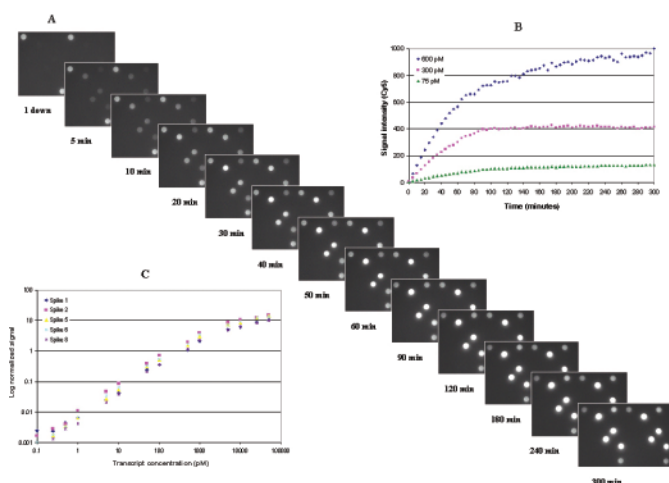 A
1 down
5 min
10 min
20 min
30 min
40 min
50 min
60 min
90 min
120 min
180 min
240 min
300 min
B
Signal intensity (Cy5)
1000
800
600
400
200
0
600 pM
300 pM
75 pM
0 20 40 60 80 100 120 140 160 180 200 220 240 260 280 300
Time (minutes)
C
Log normalized signal
100
10
1
0.1
0.01
0.001
Spike 1
Spike 2
Spike 5
Spike 8
0.1 1 10 100 1000 10000 100000
Transcript concentration (pM)